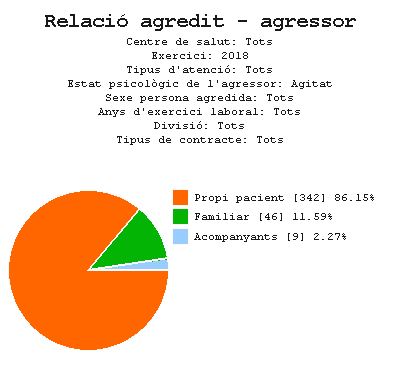 Relació agredit - agressor
Centre de salut: Tots
Exercici: 2018
Tipus d'atenció: Tots
Estat psicològic de l'agressor: Agitat
Sexe persona agredida: Tots
Anys d'exercici laboral: Tots
Divisió: Tots
Tipus de contracte: Tots
Propi pacient [342] 86.15%
Familiar [46] 11.59%
Acompanyants [9] 2.27%